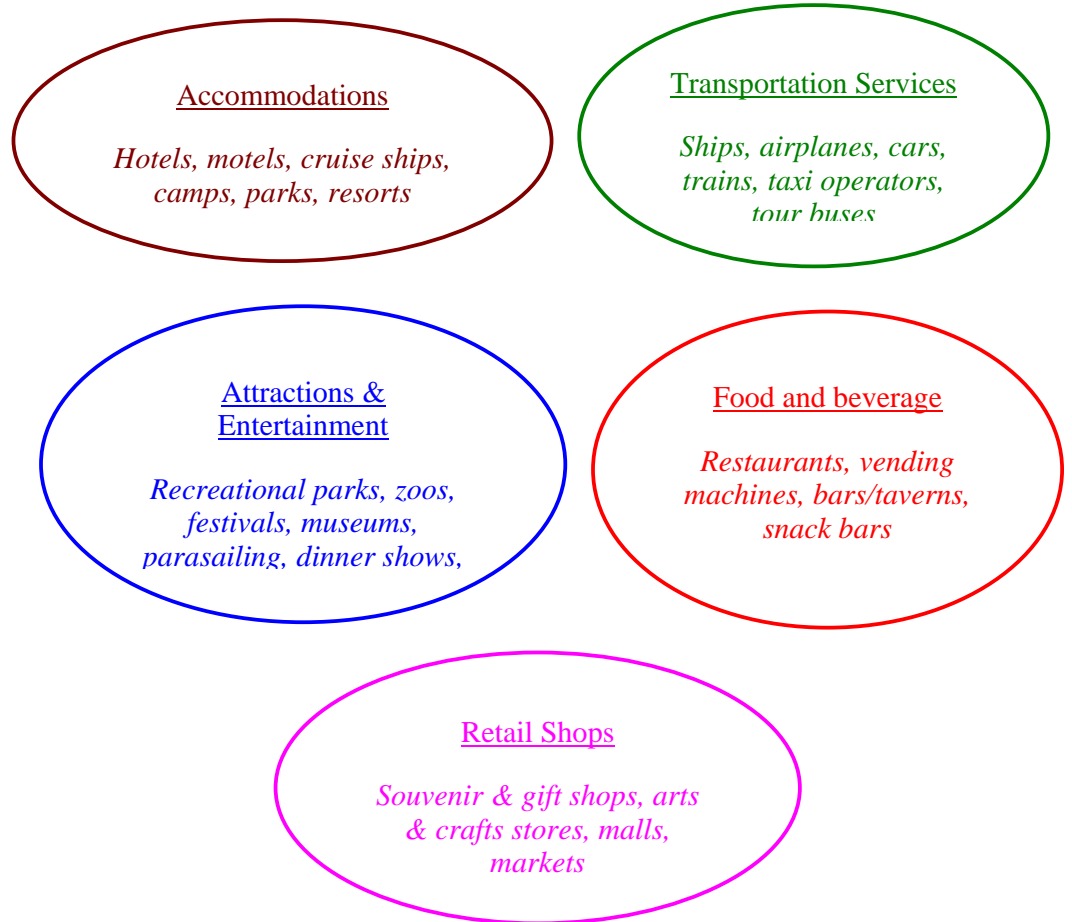 Accommodations
Hotels, motels, cruise ships,
camps, parks, resorts
Transportation Services
Ships, airplanes, cars,
trains, taxi operators,
tour buses
Attractions &
Entertainment
Recreational parks, zoos,
festivals, museums,
parasailing, dinner shows,
Food and beverage
Restaurants, vending
machines, bars/taverns,
snack bars
Retail Shops
Souvenir & gift shops, arts
& crafts stores, malls,
markets